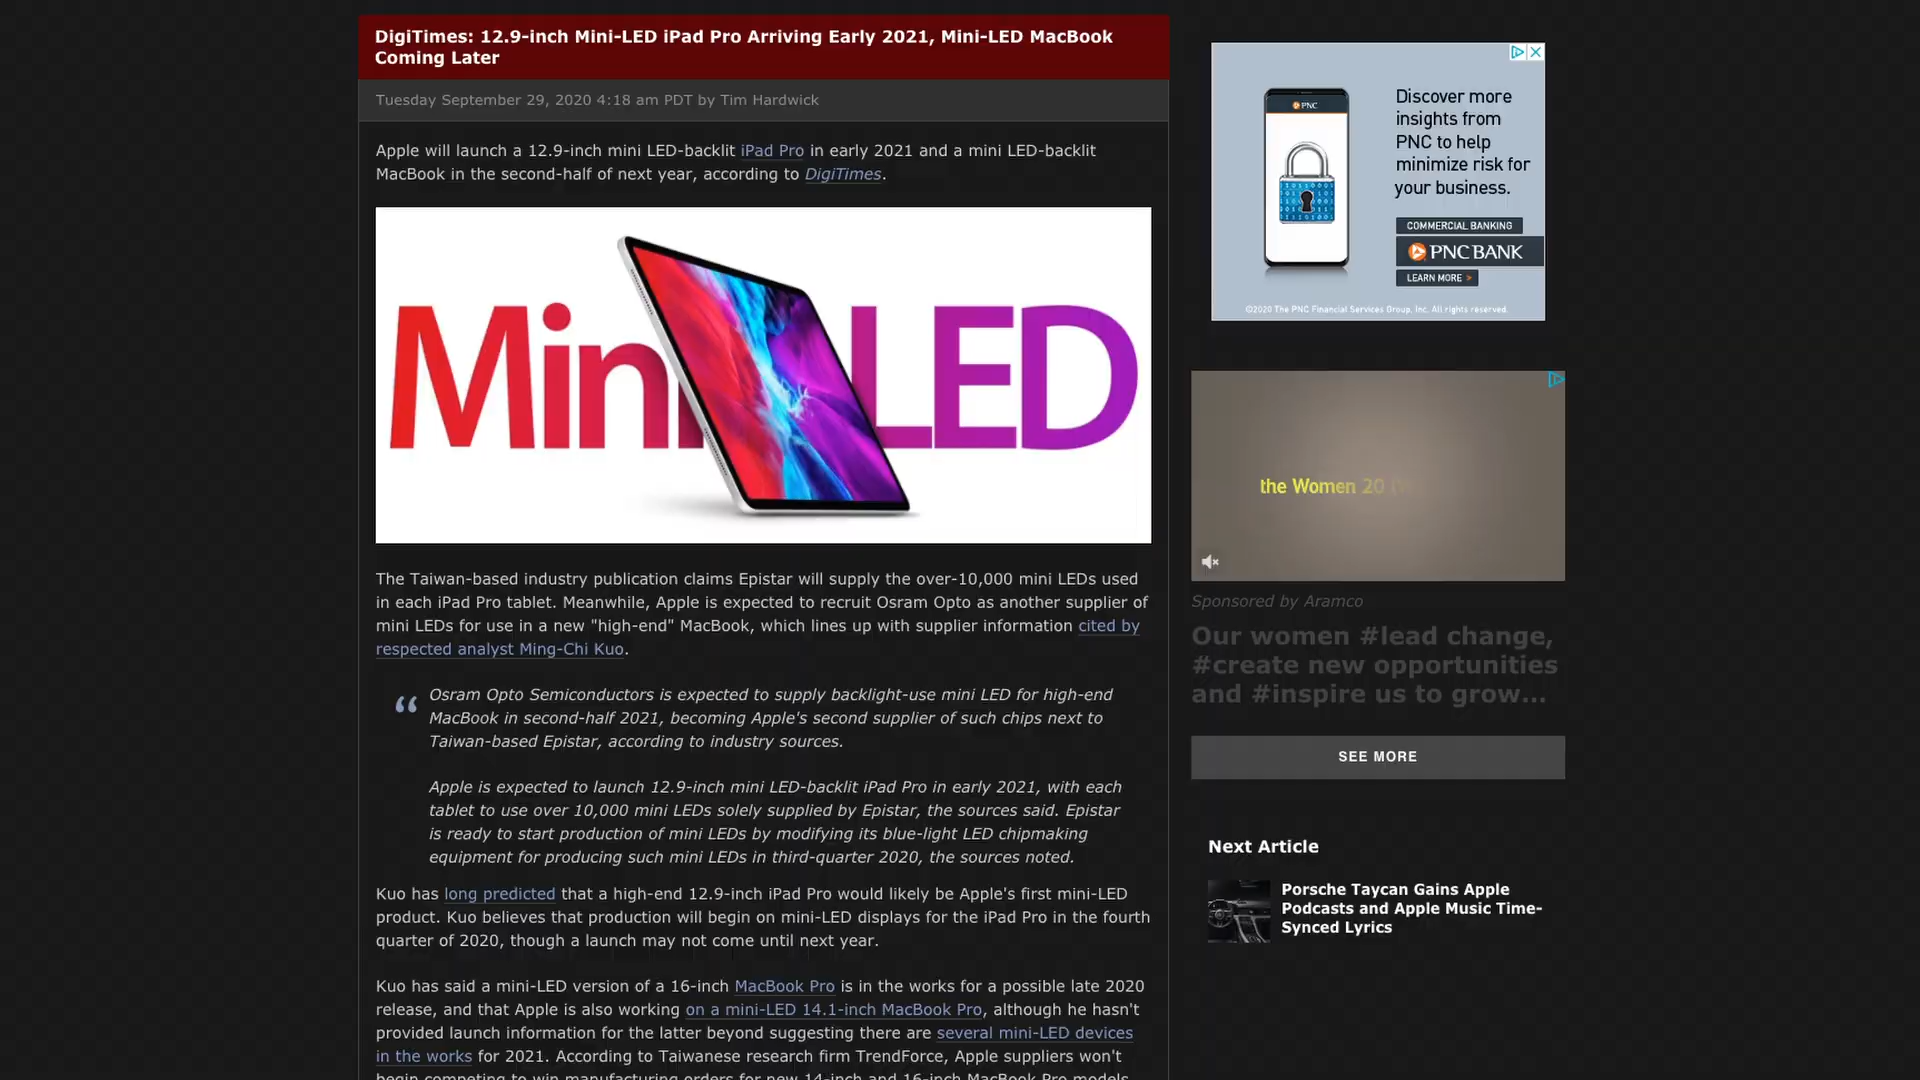 DigiTimes: 12.9-inch Mini-LED iPad Pro Arriving Early 2021, Mini-LED MacBook
Coming Later
Tuesday September 29, 2020 4:18 am PDT by Tim Hardwick
Apple will launch a 12.9-inch mini LED-backlit iPad Pro in early 2021 and a mini LED-backlit
MacBook in the second-half of next year, according to DigiTimes.
Mini LED
The Taiwan-based industry publication claims Epistar will supply the over-10,000 mini LEDs used
in each iPad Pro tablet. Meanwhile, Apple is expected to recruit Osram Opto as another supplier of
mini LEDs for use in a new "high-end" MacBook, which lines up with supplier information cited by
respected analyst Ming-Chi Kuo.
“ Osram Opto Semiconductors is expected to supply backlight-use mini LED for high-end
MacBook in second-half 2021, becoming Apple's second supplier of such chips next to
Taiwan-based Epistar, according to industry sources.
Apple is expected to launch 12.9-inch mini LED-backlit iPad Pro in early 2021, with each
tablet to use over 10,000 mini LEDs solely supplied by Epistar, the sources said. Epistar
is ready to start production of mini LEDs by modifying its blue-light LED chipmaking
equipment for producing such mini LEDs in third-quarter 2020, the sources noted.
Kuo has long predicted that a high-end 12.9-inch iPad Pro would likely be Apple's first mini-LED
product. Kuo believes that production will begin on mini-LED displays for the iPad Pro in the fourth
quarter of 2020, though a launch may not come until next year.
Kuo has said a mini-LED version of a 16-inch MacBook Pro is in the works for a possible late 2020
release, and that Apple is also working on a mini-LED 14.1-inch MacBook Pro, although he hasn't
provided launch information for the latter beyond suggesting there are several mini-LED devices
in the works for 2021. According to Taiwanese research firm TrendForce, Apple suppliers won't
begin competing to win manufacturing orders for new 14-inch and 16-inch MacBook Pro models
PNC
Discover more
insights from
PNC to help
minimize risk for
your business.
COMMERCIAL BANKING
PNC BANK
LEARN MORE >
©2020 The PNC Financial Services Group, Inc. All rights reserved.
the Women 20
Sponsored by Aramco
Our women #lead change,
#create new opportunities
and #inspire us to grow...
SEE MORE
Next Article
Porsche Taycan Gains Apple
Podcasts and Apple Music Time-
Synced Lyrics